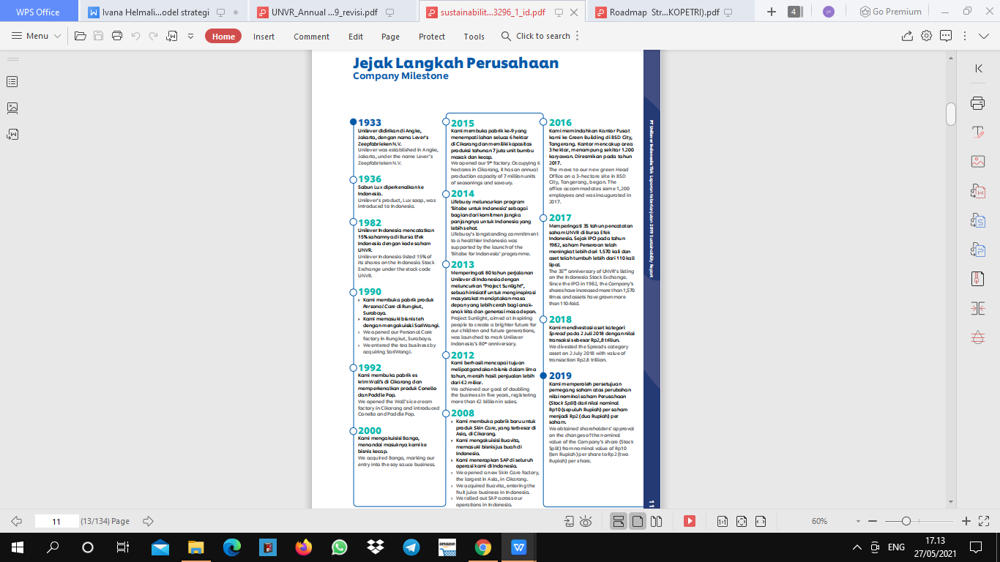 WPS Office
Ivana Helmali...odel strategi
UNVR_Annual ...9_revisi.pdf
sustainabilit...3296_1_id.pdf
Roadmap Str...KOPETRI).pdf
4
Go Premium
Menu
Home
Insert
Comment
Edit
Page
Protect
Tools
Click to search
Jejak Langkah Perusahaan
Company Milestone
1933
Unilever didirikan di Angke,
Jakarta, dengan nama Lever's
Zeepfabrieken N.V.
Unilever was established in Angke,
Jakarta, under the name Lever's
Zeepfabrieken N.V.
1936
Sabun Lux diperkenalkan ke
Indonesia.
Unilever's product, Lux soap, was
introduced to Indonesia.
1982
Unilever Indonesia mencatatkan
15% sahamnya di Bursa Efek
Indonesia dengan kode saham
UNVR.
Unilever Indonesia listed 15% of
its shares on the Indonesia Stock
Exchange under the stock code
UNVR.
1990
› Kami membuka pabrik produk
Personal Care di Rungkut,
Surabaya.
› Kami memasuki bisnis teh
dengan mengakuisisi SariWangi.
› We opened our Personal Care
factory in Rungkut, Surabaya.
› We entered the tea business by
acquiring SariWangi.
1992
Kami membuka pabrik es
krim Wall's di Cikarang dan
memperkenalkan produk Conello
dan Paddle Pop.
We opened the Wall's ice cream
factory in Cikarang and introduced
Conello and Paddle Pop.
2000
Kami mengakuisisi Bango,
menandai masuknya kami ke
bisnis kecap.
We acquired Bango, marking our
entry into the soy sauce business.
2015
Kami membuka pabrik ke-9 yang
menempati lahan seluas 6 hektar
di Cikarang dan memiliki kapasitas
produksi tahunan 7 juta unit bumbu
masak dan kecap.
We opened our 9th factory. Occupying 6
hectares in Cikarang, it has an annual
production capacity of 7 million units
of seasonings and savoury.
2014
Lifebuoy meluncurkan program
'Bitobe untuk Indonesia' sebagai
bagian dari komitmen jangka
panjangnya untuk Indonesia yang
lebih sehat.
Lifebuoy's longstanding commitment
to a healthier Indonesia was
supported by the launch of the
'Bitobe for Indonesia' programme.
2013
Memperingati 80 tahun perjalanan
Unilever di Indonesia dengan
meluncurkan "Project Sunlight",
sebuah inisiatif untuk menginspirasi
masyarakat menciptakan masa
depan yang lebih cerah bagi anak-
anak kita dan generasi masa depan.
Project Sunlight, aimed at inspiring
people to create a brighter future for
our children and future generations,
was launched to mark Unilever
Indonesia's 80th anniversary.
2012
Kami berhasil mencapai tujuan
melipatgandakan bisnis dalam lima
tahun, meraih hasil penjualan lebih
dari €2 miliar.
We achieved our goal of doubling
the business in five years, registering
more than €2 billion in sales.
2008
› Kami membuka pabrik baru untuk
produk Skin Care, yang terbesar di
Asia, di Cikarang.
› Kami mengakuisisi Buavita,
memasuki bisnis jus buah di
Indonesia.
› Kami menerapkan SAP di seluruh
operasi kami di Indonesia.
› We opened a new Skin Care factory,
the largest in Asia, in Cikarang.
› We acquired Buavita, entering the
fruit juice business in Indonesia.
› We rolled out SAP across our
operations in Indonesia.
2016
Kami memindahkan Kantor Pusat
kami ke Green Building di BSD City,
Tangerang. Kantor mencakup area
3 hektar, menampung sekitar 1.200
karyawan. Diresmikan pada tahun
2017.
The move to our new green Head
Office on a 3-hectare site in BSD
City, Tangerang, began. The
office accommodates some 1,200
employees and was inaugurated in
2017.
2017
Memperingati 35 tahun pencatatan
saham UNVR di Bursa Efek
Indonesia. Sejak IPO pada tahun
1982, saham Perseroan telah
meningkat lebih dari 1.570 kali dan
aset telah tumbuh lebih dari 110 kali
lipat.
The 35th anniversary of UNVR's listing
on the Indonesia Stock Exchange.
Since the IPO in 1982, the Company's
shares have increased more than 1,570
times and assets have grown more
than 110-fold.
2018
Kami mendivestasi aset kategori
Spread pada 2 Juli 2018 dengan nilai
transaksi sebesar Rp2,8 triliun.
We divested the Spreads category
asset on 2 July 2018 with value of
transaction Rp2.8 trillion.
2019
Kami memperoleh persetujuan
pemegang saham atas perubahan
nilai nominal saham Perusahaan
(Stock Split) dari nilai nominal
Rp10 (sepuluh Rupiah) per saham
menjadi Rp2 (dua Rupiah) per
saham.
We obtained shareholders' approval
on the changes of the nominal
value of the Company's share (Stock
Split) from nominal value of Rp10
(ten Rupiah) per share to Rp2 (two
Rupiah) per share.
PT Unilever Indonesia Tbk Laporan Keberlanjutan 2019 Sustainability Report
11
11
(13/134) Page
1:1
60%
amazon
ENG
17.13
27/05/2021